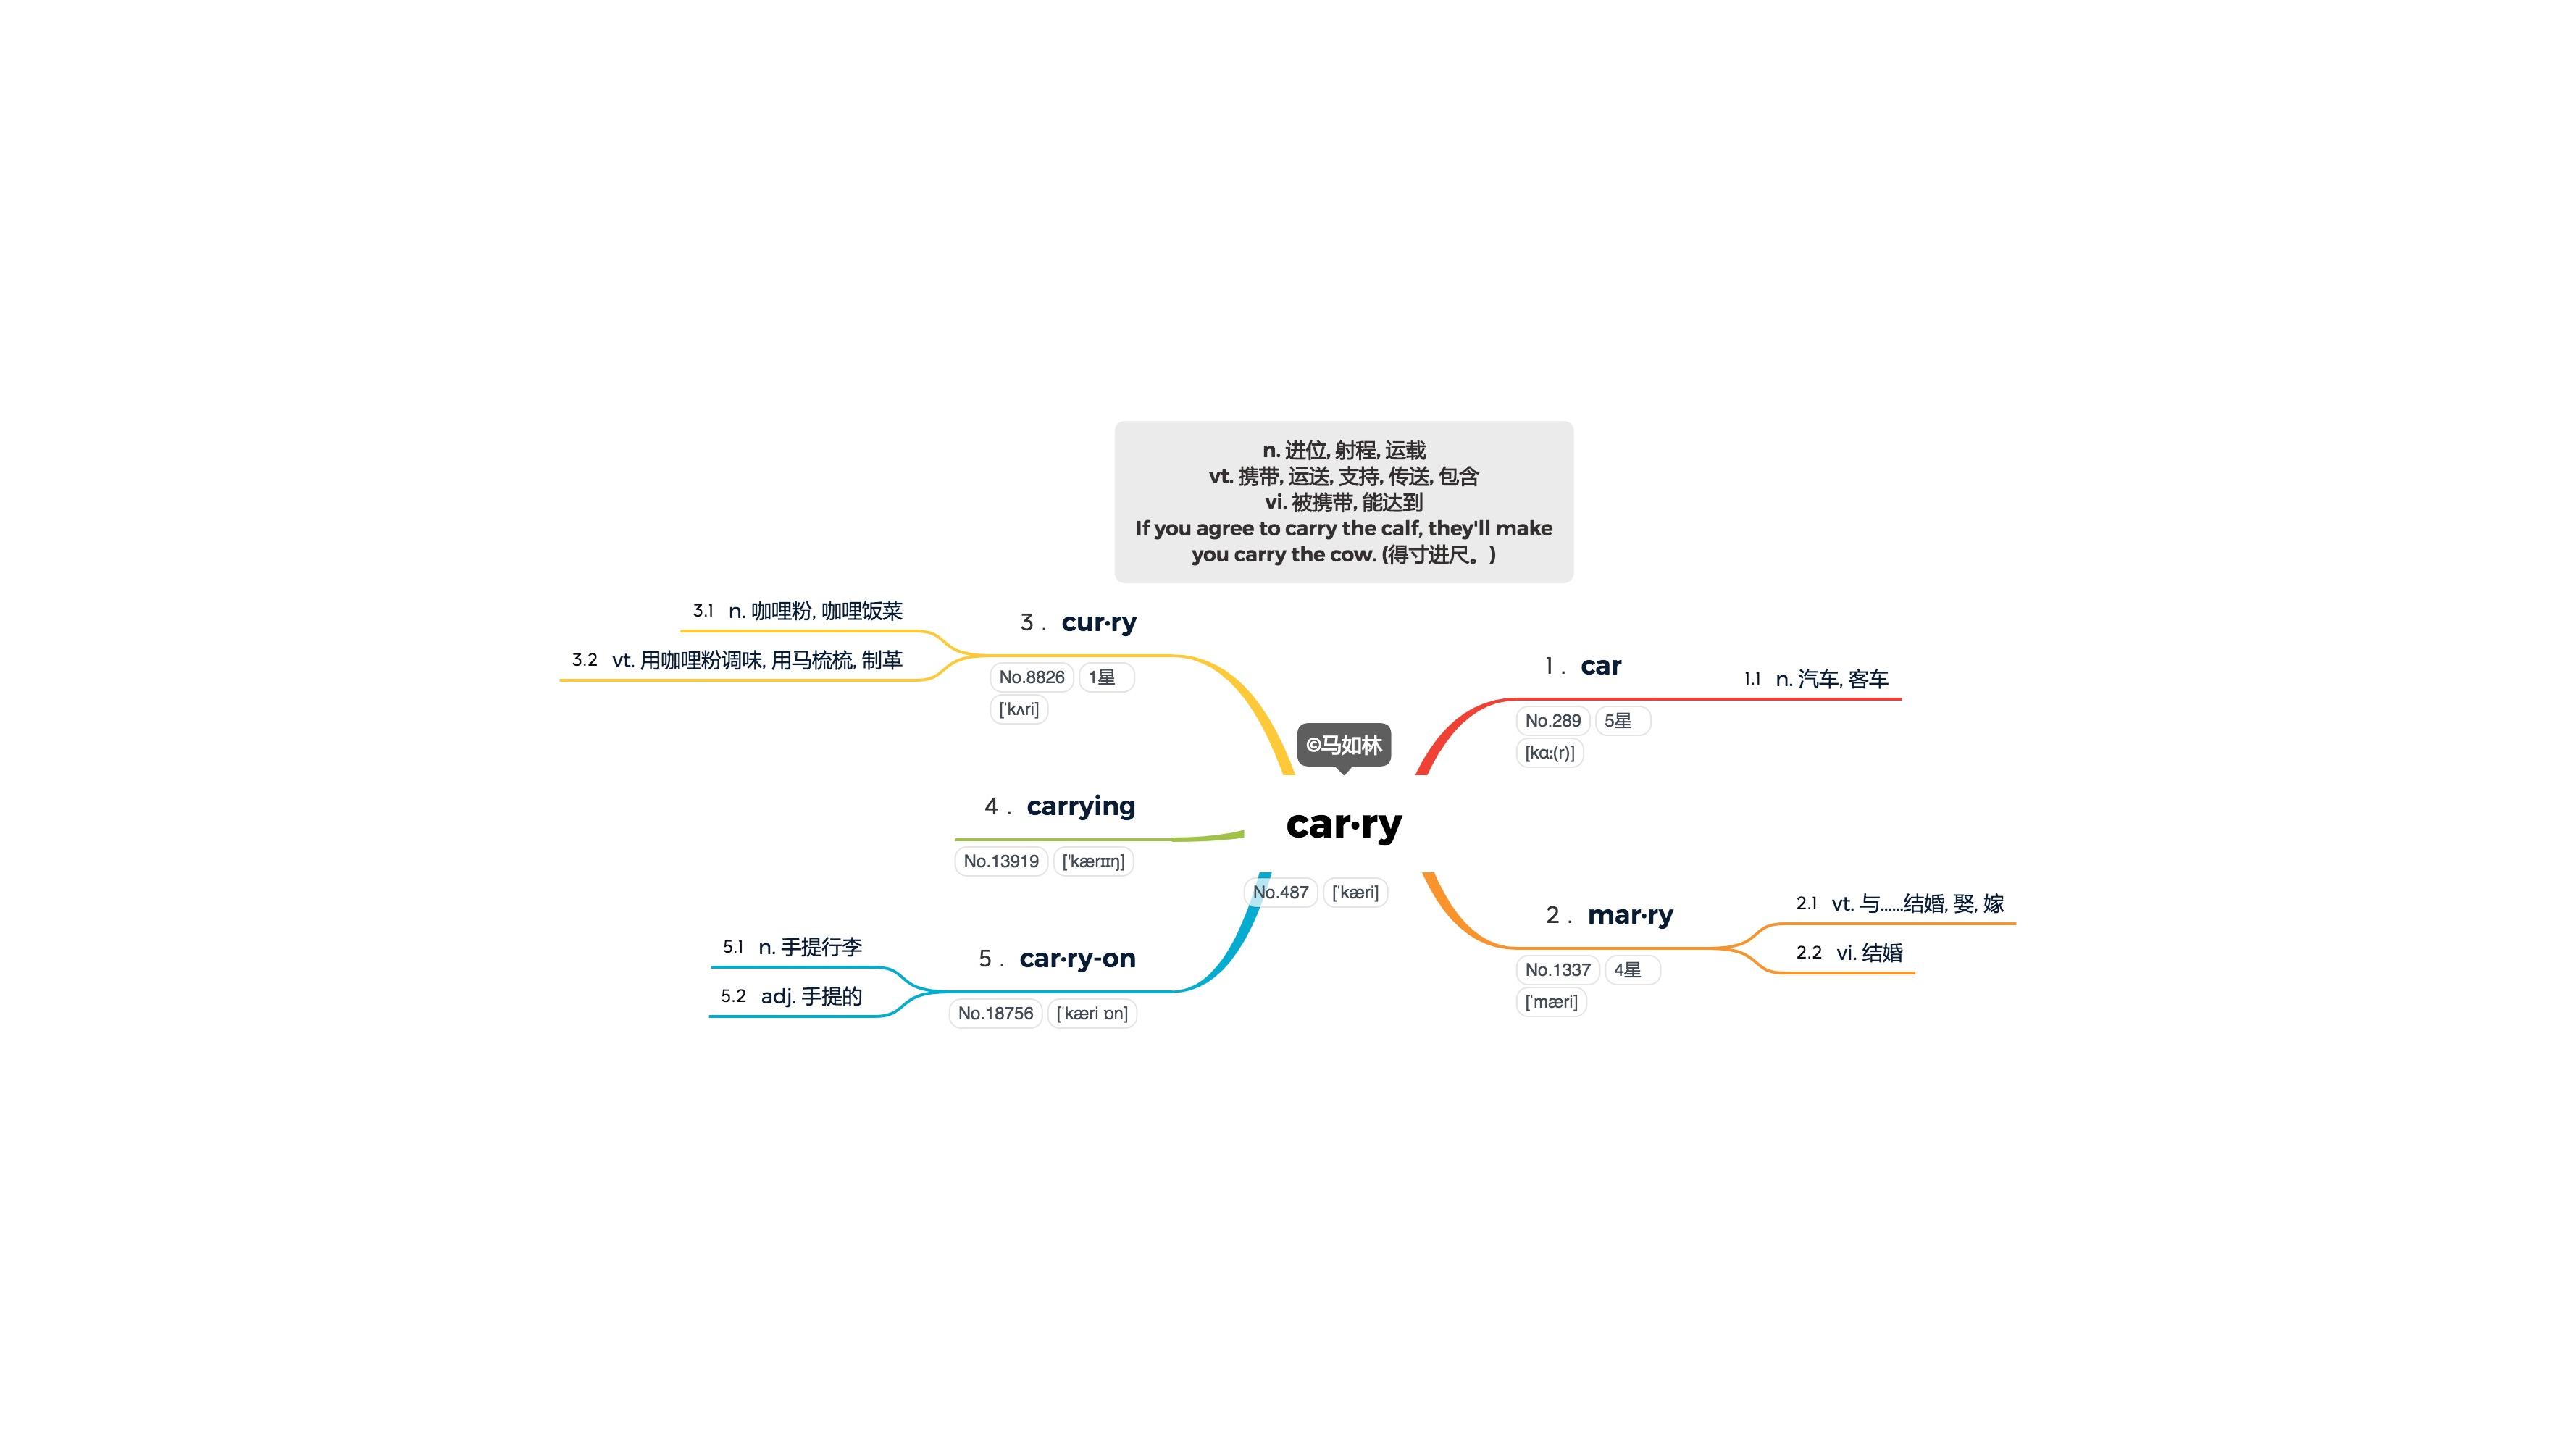 n. 进位, 射程, 运载
vt. 携带, 运送, 支持, 传送, 包含
vi. 被携带, 能达到
If you agree to carry the calf, they'll make
you carry the cow. (得寸进尺。)
©马如林
car·ry
No.487 [ˈkæri]
1 . car
No.289 5星
[kɑː(r)]
1.1 n. 汽车, 客车
2 . mar·ry
No.1337 4星
[ˈmæri]
2.1 vt. 与......结婚, 娶, 嫁
2.2 vi. 结婚
3 . cur·ry
No.8826 1星
[ˈkʌri]
3.1 n. 咖哩粉, 咖哩饭菜
3.2 vt. 用咖哩粉调味, 用马梳梳, 制革
4 . carrying
No.13919 ['kærɪɪŋ]
5 . car·ry-on
No.18756 [ˈkæri ɒn]
5.1 n. 手提行李
5.2 adj. 手提的